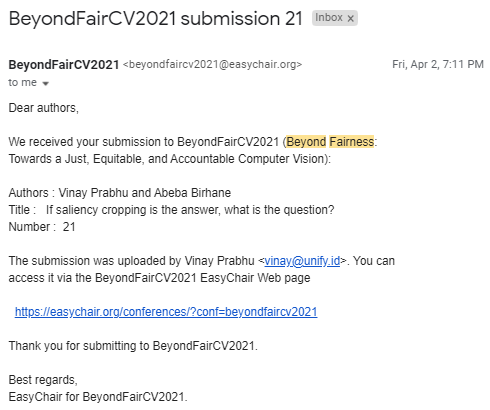 BeyondFairCV2021 submission 21 Inbox x
BeyondFairCV2021 <beyondfaircv2021@easychair.org> Fri, Apr 2, 7:11 PM
to me
Dear authors,
We received your submission to BeyondFairCV2021 (Beyond Fairness:
Towards a Just, Equitable, and Accountable Computer Vision):
Authors : Vinay Prabhu and Abeba Birhane
Title : If saliency cropping is the answer, what is the question?
Number : 21
The submission was uploaded by Vinay Prabhu <vinay@unify.id>. You can
access it via the BeyondFairCV2021 EasyChair Web page
https://easychair.org/conferences/?conf=beyondfaircv2021
Thank you for submitting to BeyondFairCV2021.
Best regards,
EasyChair for BeyondFairCV2021.